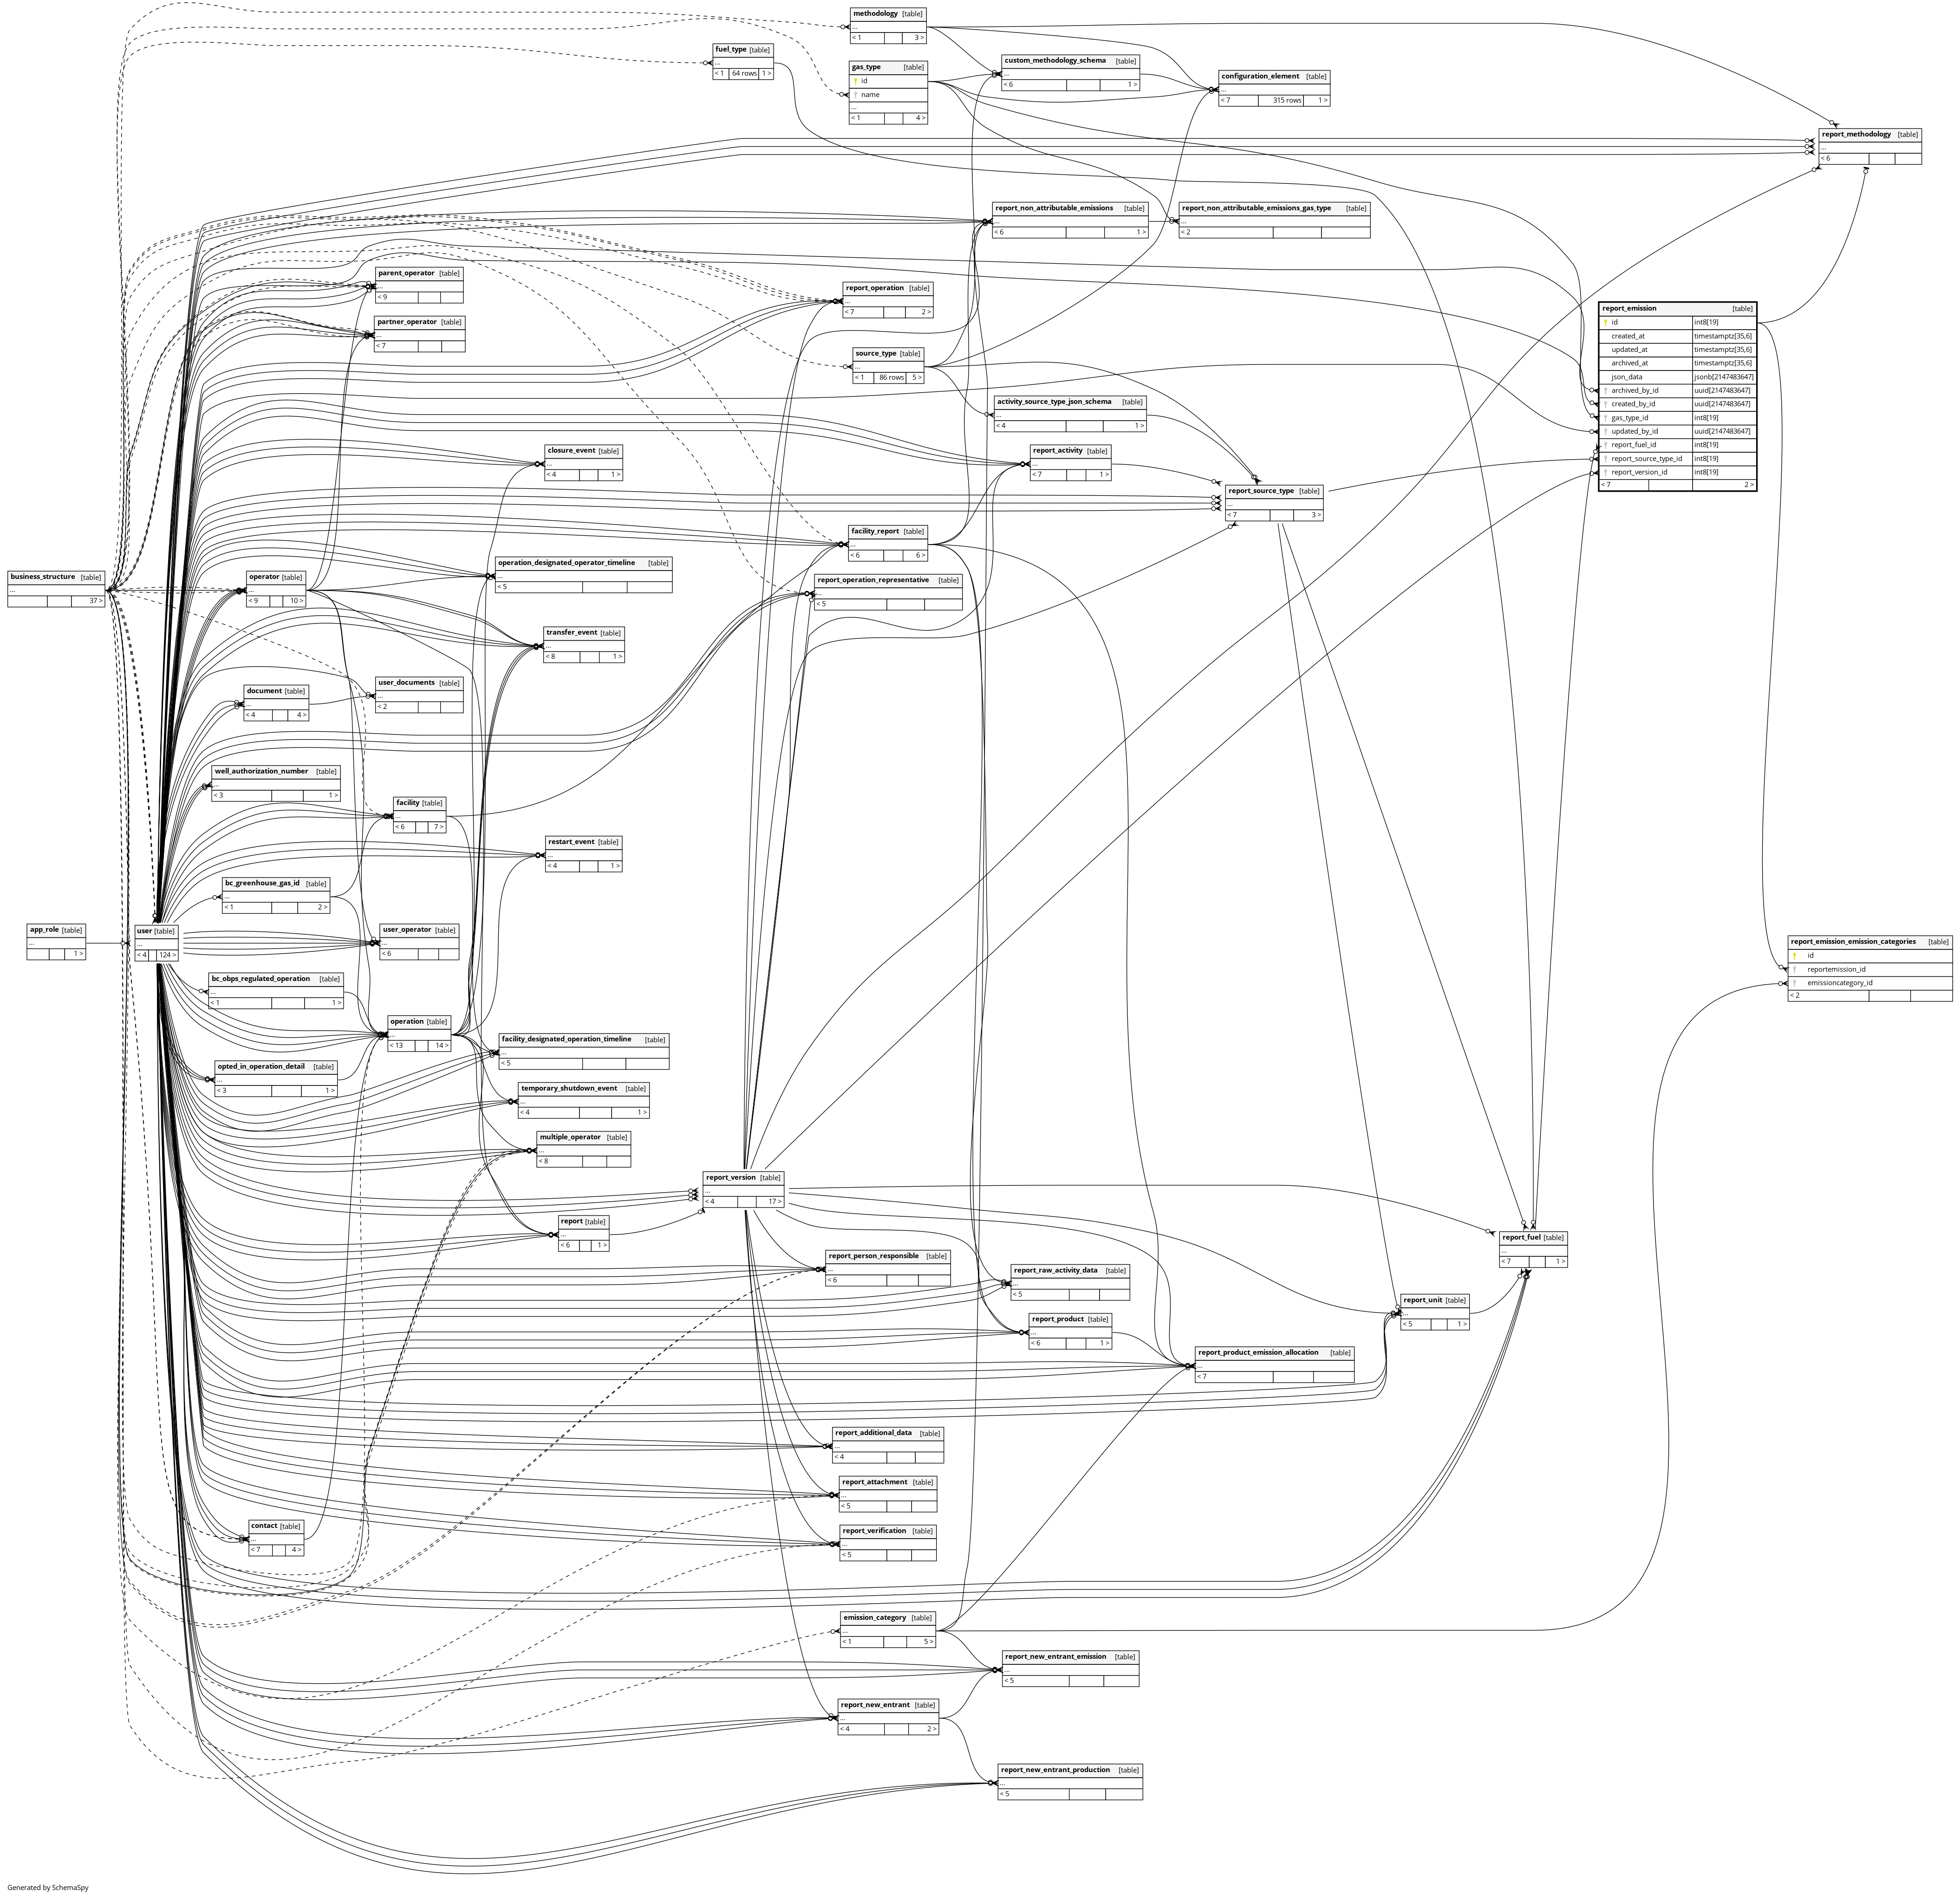 methodology [table]
...
< 1 3 >
fuel_type [table]
...
< 1 64 rows 1 >
gas_type [table]
id
name
...
< 1 4 >
custom_methodology_schema [table]
...
< 6 1 >
configuration_element [table]
...
< 7 315 rows 1 >
report_methodology [table]
...
< 6
report_non_attributable_emissions [table]
...
< 6 1 >
report_non_attributable_emissions_gas_type [table]
...
< 2
parent_operator [table]
...
< 9
report_operation [table]
...
< 7 2 >
partner_operator [table]
...
< 7
report_emission [table]
id int8[19]
created_at timestamptz[35,6]
updated_at timestamptz[35,6]
archived_at timestamptz[35,6]
json_data jsonb[2147483647]
archived_by_id uuid[2147483647]
created_by_id uuid[2147483647]
gas_type_id int8[19]
updated_by_id uuid[2147483647]
report_fuel_id int8[19]
report_source_type_id int8[19]
report_version_id int8[19]
< 7 2 >
source_type [table]
...
< 1 86 rows 5 >
activity_source_type_json_schema [table]
...
< 4 1 >
closure_event [table]
...
< 4 1 >
report_activity [table]
...
< 7 1 >
report_source_type [table]
...
< 7 3 >
facility_report [table]
...
< 6 6 >
operation_designated_operator_timeline [table]
...
< 5
business_structure [table]
...
37 >
operator [table]
...
< 9 10 >
report_operation_representative [table]
...
< 5
transfer_event [table]
...
< 8 1 >
document [table]
...
< 4 4 >
user_documents [table]
...
< 2
well_authorization_number [table]
...
< 3 1 >
facility [table]
...
< 6 7 >
restart_event [table]
...
< 4 1 >
bc_greenhouse_gas_id [table]
...
< 1 2 >
app_role [table]
...
1 >
user [table]
...
< 4 124 >
user_operator [table]
...
< 6
report_emission_emission_categories [table]
id
reportemission_id
emissioncategory_id
< 2
bc_obps_regulated_operation [table]
...
< 1 1 >
operation [table]
...
< 13 14 >
facility_designated_operation_timeline [table]
...
< 5
opted_in_operation_detail [table]
...
< 3 1 >
temporary_shutdown_event [table]
...
< 4 1 >
multiple_operator [table]
...
< 8
report_version [table]
...
< 4 17 >
report [table]
...
< 6 1 >
report_fuel [table]
...
< 7 1 >
report_person_responsible [table]
...
< 6
report_raw_activity_data [table]
...
< 5
report_unit [table]
...
< 5 1 >
report_product [table]
...
< 6 1 >
report_product_emission_allocation [table]
...
< 7
report_additional_data [table]
...
< 4
report_attachment [table]
...
< 5
contact [table]
...
< 7 4 >
report_verification [table]
...
< 5
emission_category [table]
...
< 1 5 >
report_new_entrant_emission [table]
...
< 5
report_new_entrant [table]
...
< 4 2 >
report_new_entrant_production [table]
...
< 5
Generated by SchemaSpy